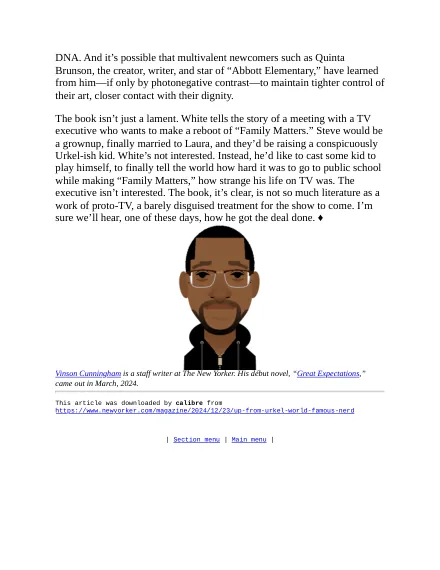 DNA. And it’s possible that multivalent newcomers such as Quinta
Brunson, the creator, writer, and star of “Abbott Elementary,” have learned
from him—if only by photonegative contrast—to maintain tighter control of
their art, closer contact with their dignity.
The book isn’t just a lament. White tells the story of a meeting with a TV
executive who wants to make a reboot of “Family Matters.” Steve would be
a grownup, finally married to Laura, and they’d be raising a conspicuously
Urkel-ish kid. White’s not interested. Instead, he’d like to cast some kid to
play himself, to finally tell the world how hard it was to go to public school
while making “Family Matters,” how strange his life on TV was. The
executive isn’t interested. The book, it’s clear, is not so much literature as a
work of proto-TV, a barely disguised treatment for the show to come. I’m
sure we’ll hear, one of these days, how he got the deal done. ♦
Vinson Cunningham is a staff writer at The New Yorker. His début novel, “Great Expectations,”
came out in March, 2024.
This article was downloaded by calibre from
https://www.newyorker.com/magazine/2024/12/23/up-from-urkel-world-famous-nerd
| Section menu | Main menu |